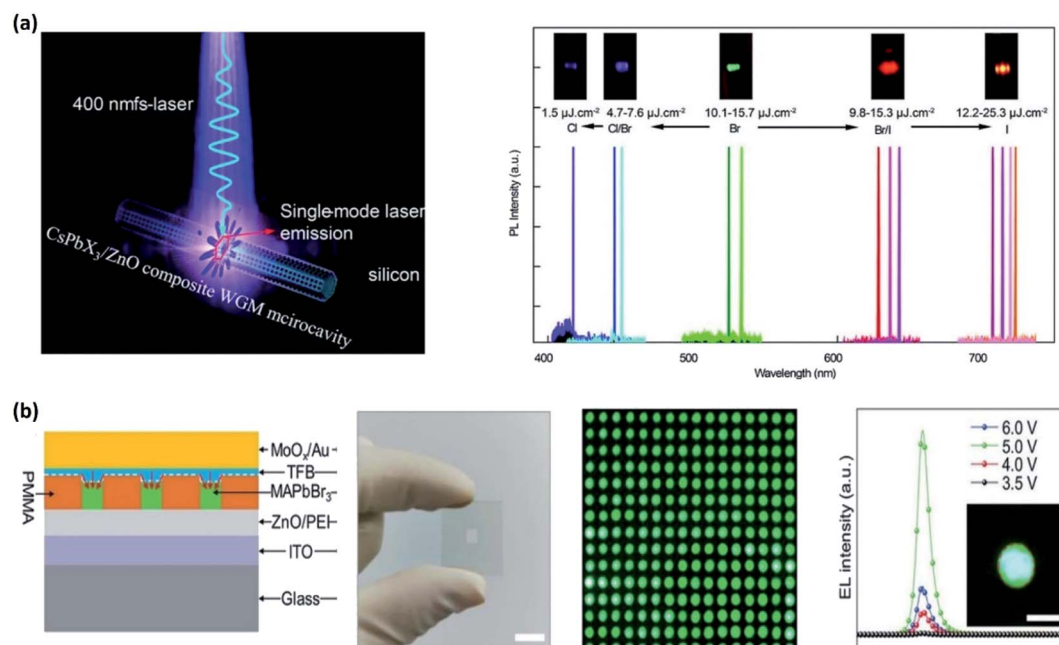 (a)
400 nmfs-laser
Single-mode laser
emission
silicon
CsPbX₃/ZnO composite WGM mcirocavity
1.5 μJ.cm⁻² 4.7-7.6 μJ.cm⁻² 10.1-15.7 μJ.cm⁻² 9.8-15.3 μJ.cm⁻² 12.2-25.3 μJ.cm⁻²
Cl Cl/Br Br Br/I I
PL Intensity (a.u.)
400 500 600 700
Wavelength (nm)
(b)
PMMA
MoOₓ/Au
TFB
MAPbBr₃
ZnO/PEI
ITO
Glass
EL intensity (a.u.)
6.0 V
5.0 V
4.0 V
3.5 V